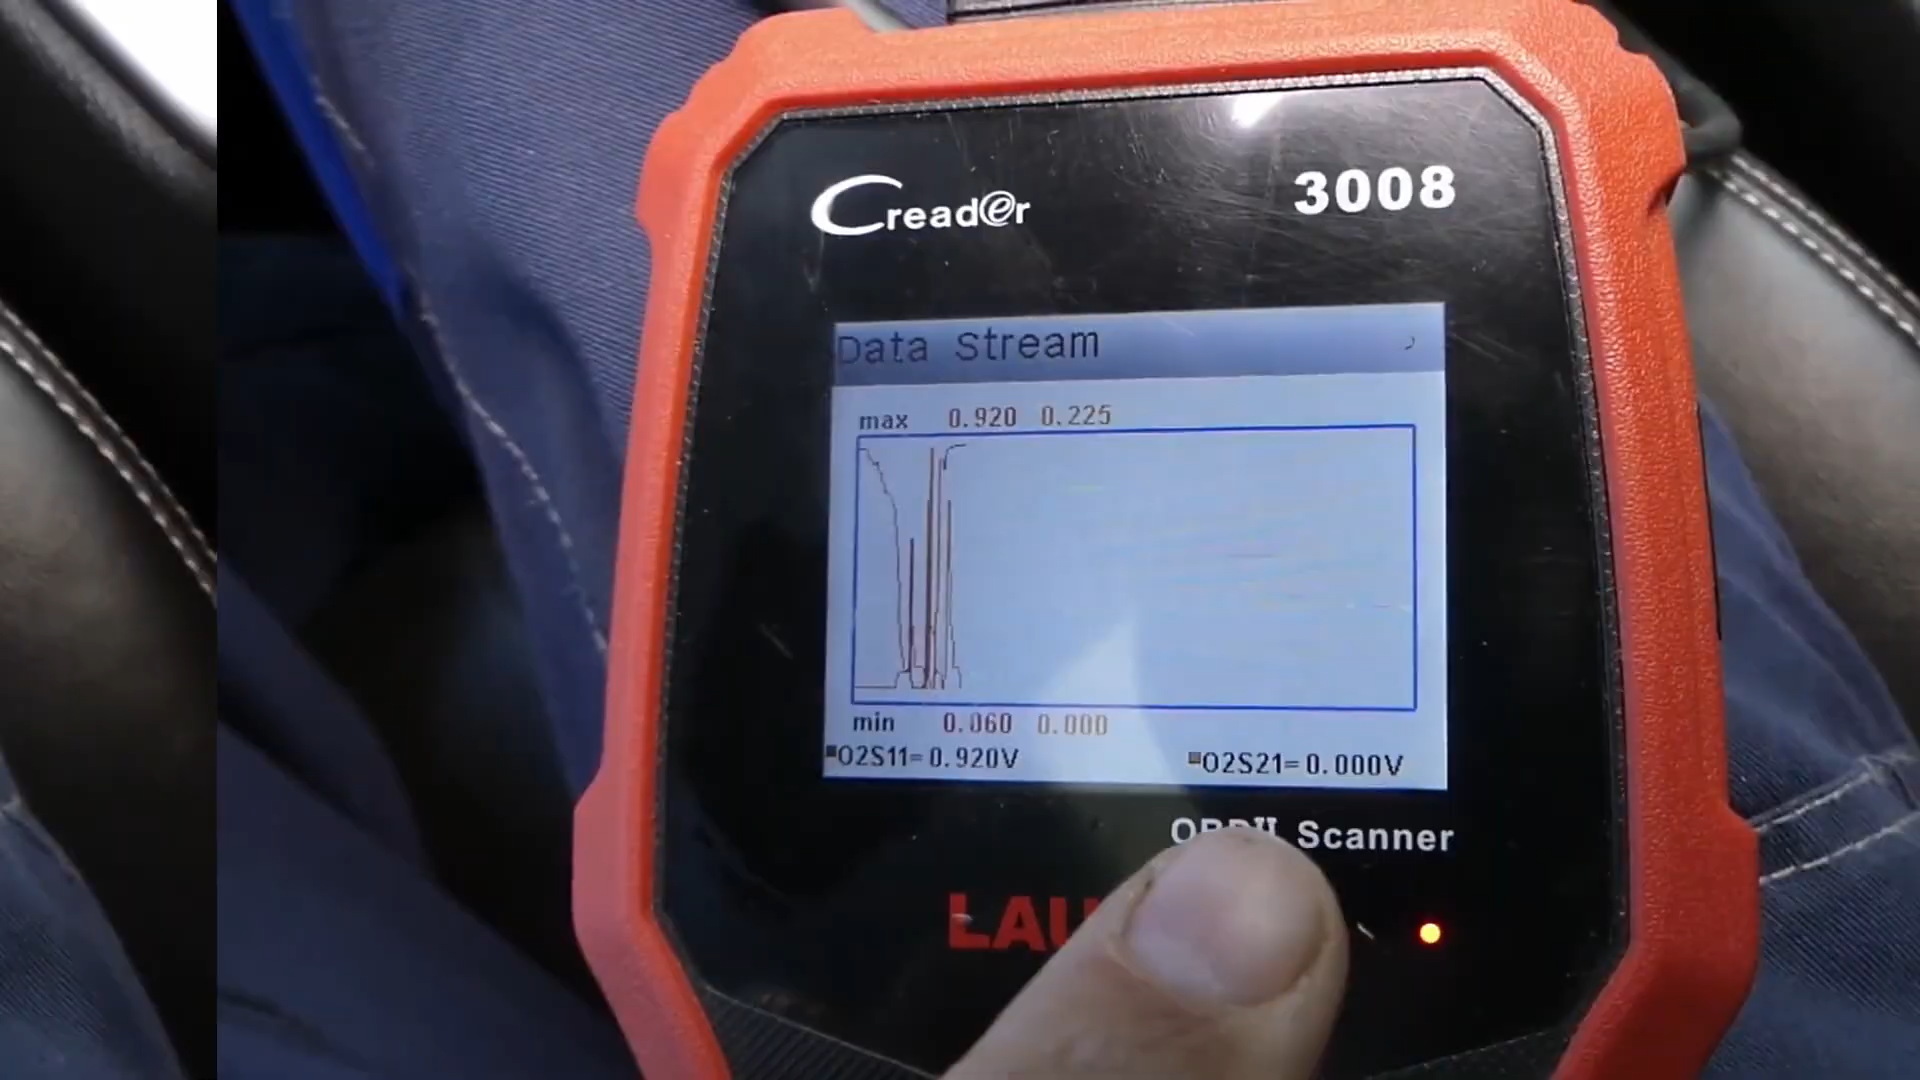 Creader
3008
Data Stream
max 0.920 0.225
min 0.060 0.000
O2S11=0.920V
O2S21=0.000V
Scanner